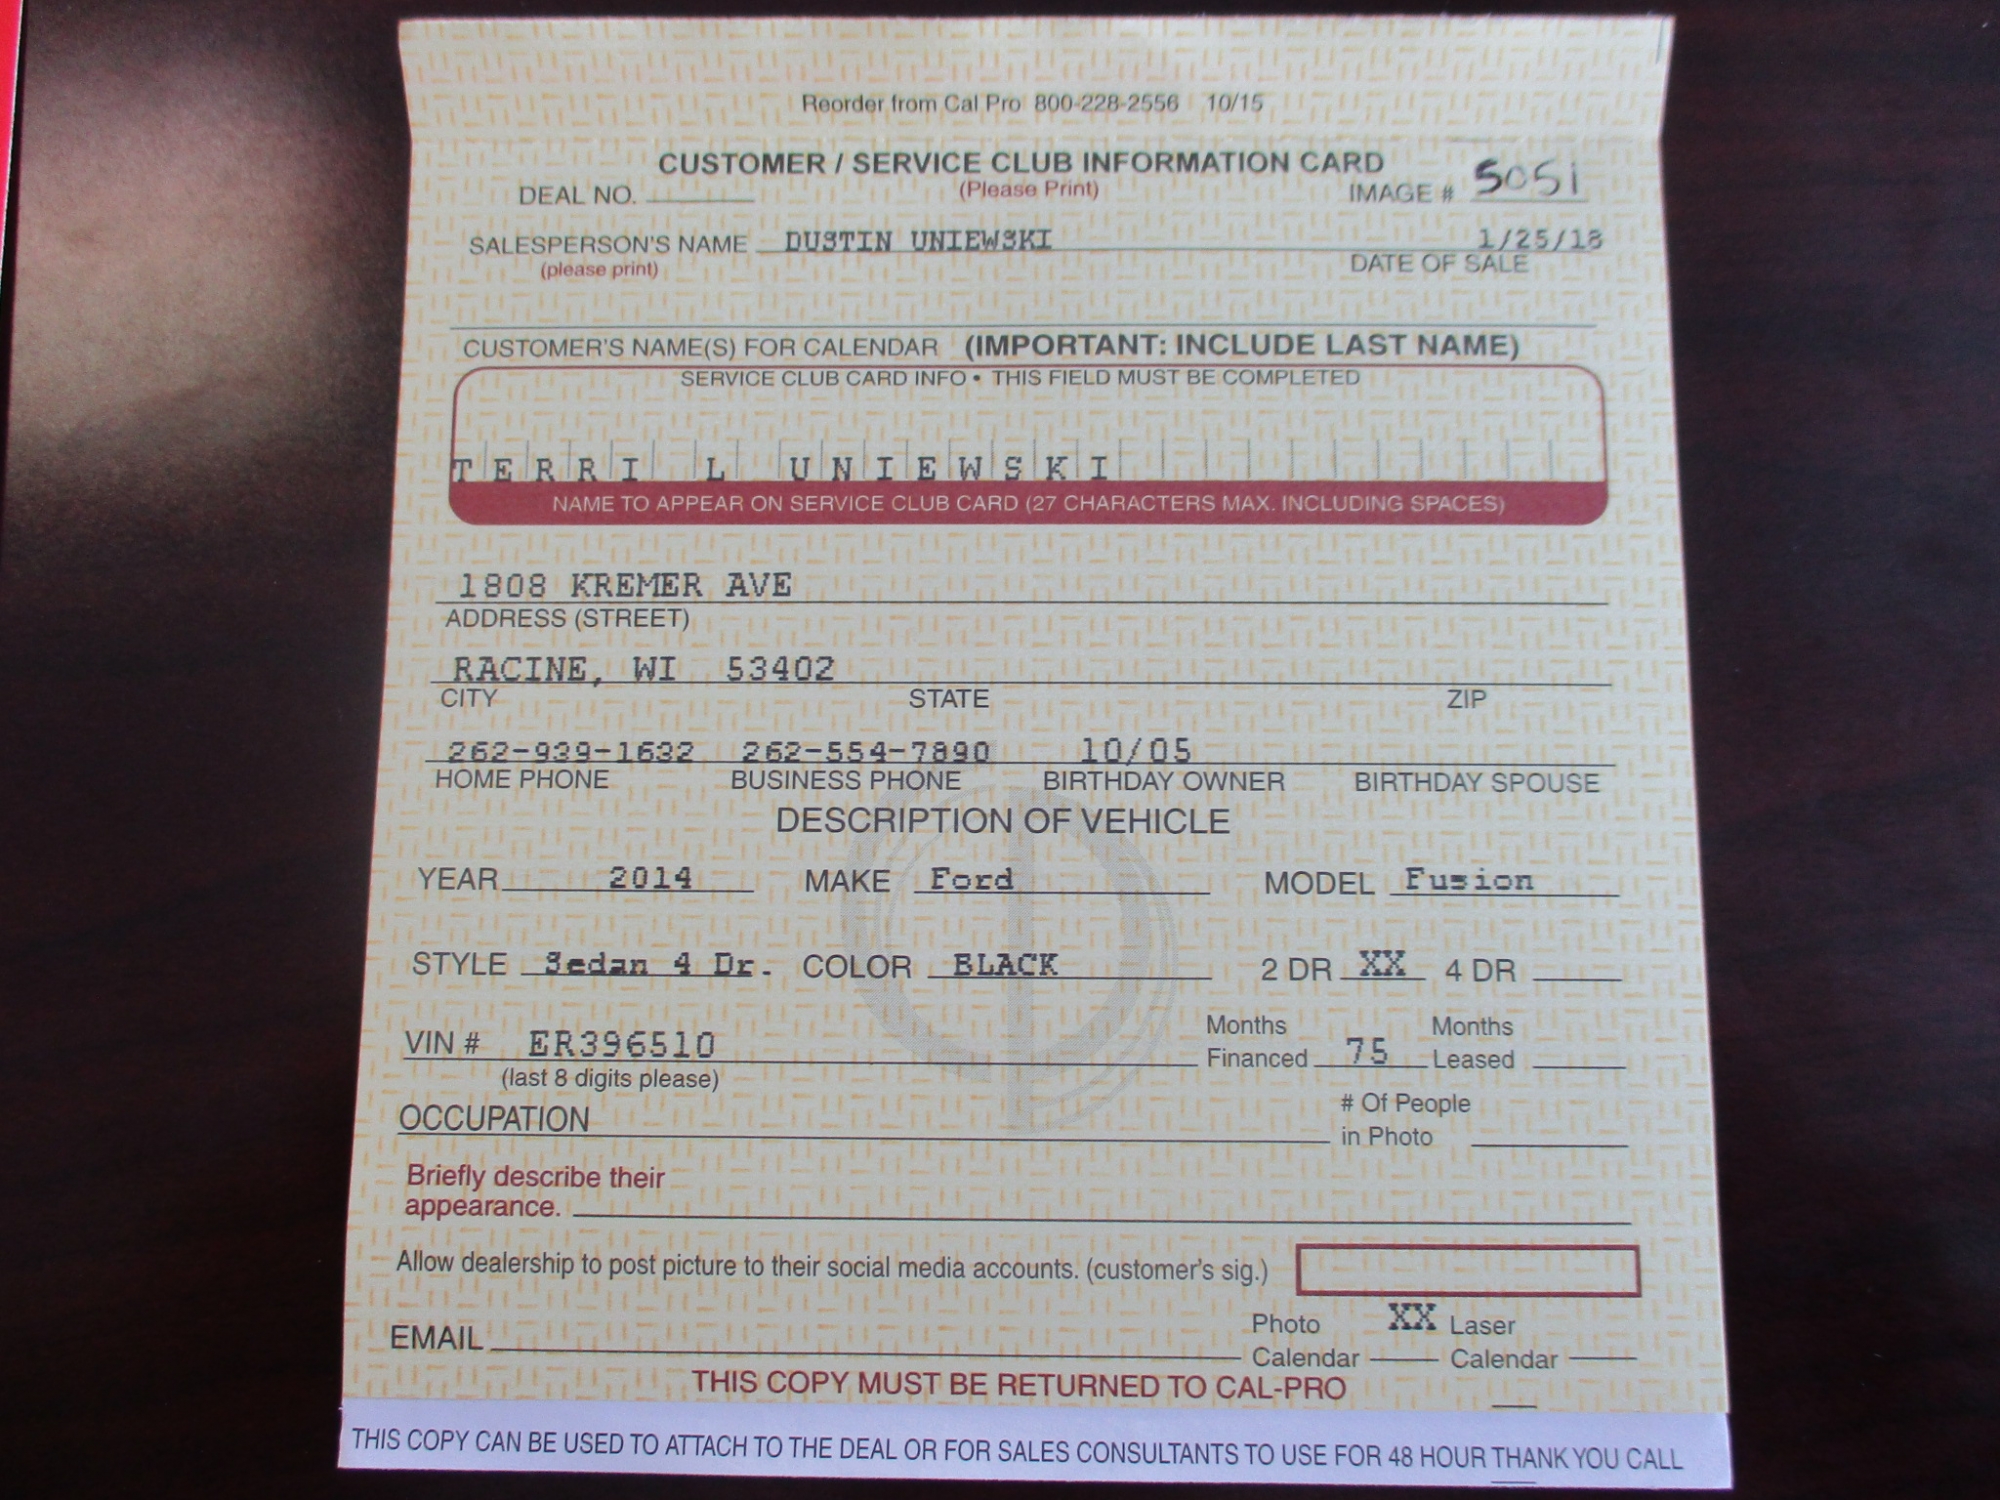 Reorder from Cal Pro 800-228-2556 10/15
CUSTOMER / SERVICE CLUB INFORMATION CARD
DEAL NO. (Please Print) IMAGE # 5051
SALESPERSON'S NAME DUSTIN UNIEWSKI 1/25/18
(please print) DATE OF SALE
CUSTOMER'S NAME(S) FOR CALENDAR (IMPORTANT: INCLUDE LAST NAME)
SERVICE CLUB CARD INFO • THIS FIELD MUST BE COMPLETED
TERRI L UNIEWSKI
NAME TO APPEAR ON SERVICE CLUB CARD (27 CHARACTERS MAX. INCLUDING SPACES)
1808 KREMER AVE
ADDRESS (STREET)
RACINE, WI 53402
CITY STATE ZIP
262-939-1632 262-554-7890 10/05
HOME PHONE BUSINESS PHONE BIRTHDAY OWNER BIRTHDAY SPOUSE
DESCRIPTION OF VEHICLE
YEAR 2014 MAKE Ford MODEL Fusion
STYLE Sedan 4 Dr. COLOR BLACK 2 DR XX 4 DR
Months Months
VIN # ER396510 Financed 75 Leased
(last 8 digits please)
# Of People
OCCUPATION in Photo
Briefly describe their
appearance.
Allow dealership to post picture to their social media accounts. (customer's sig.)
Photo XX Laser
EMAIL Calendar Calendar
THIS COPY MUST BE RETURNED TO CAL-PRO
THIS COPY CAN BE USED TO ATTACH TO THE DEAL OR FOR SALES CONSULTANTS TO USE FOR 48 HOUR THANK YOU CALL